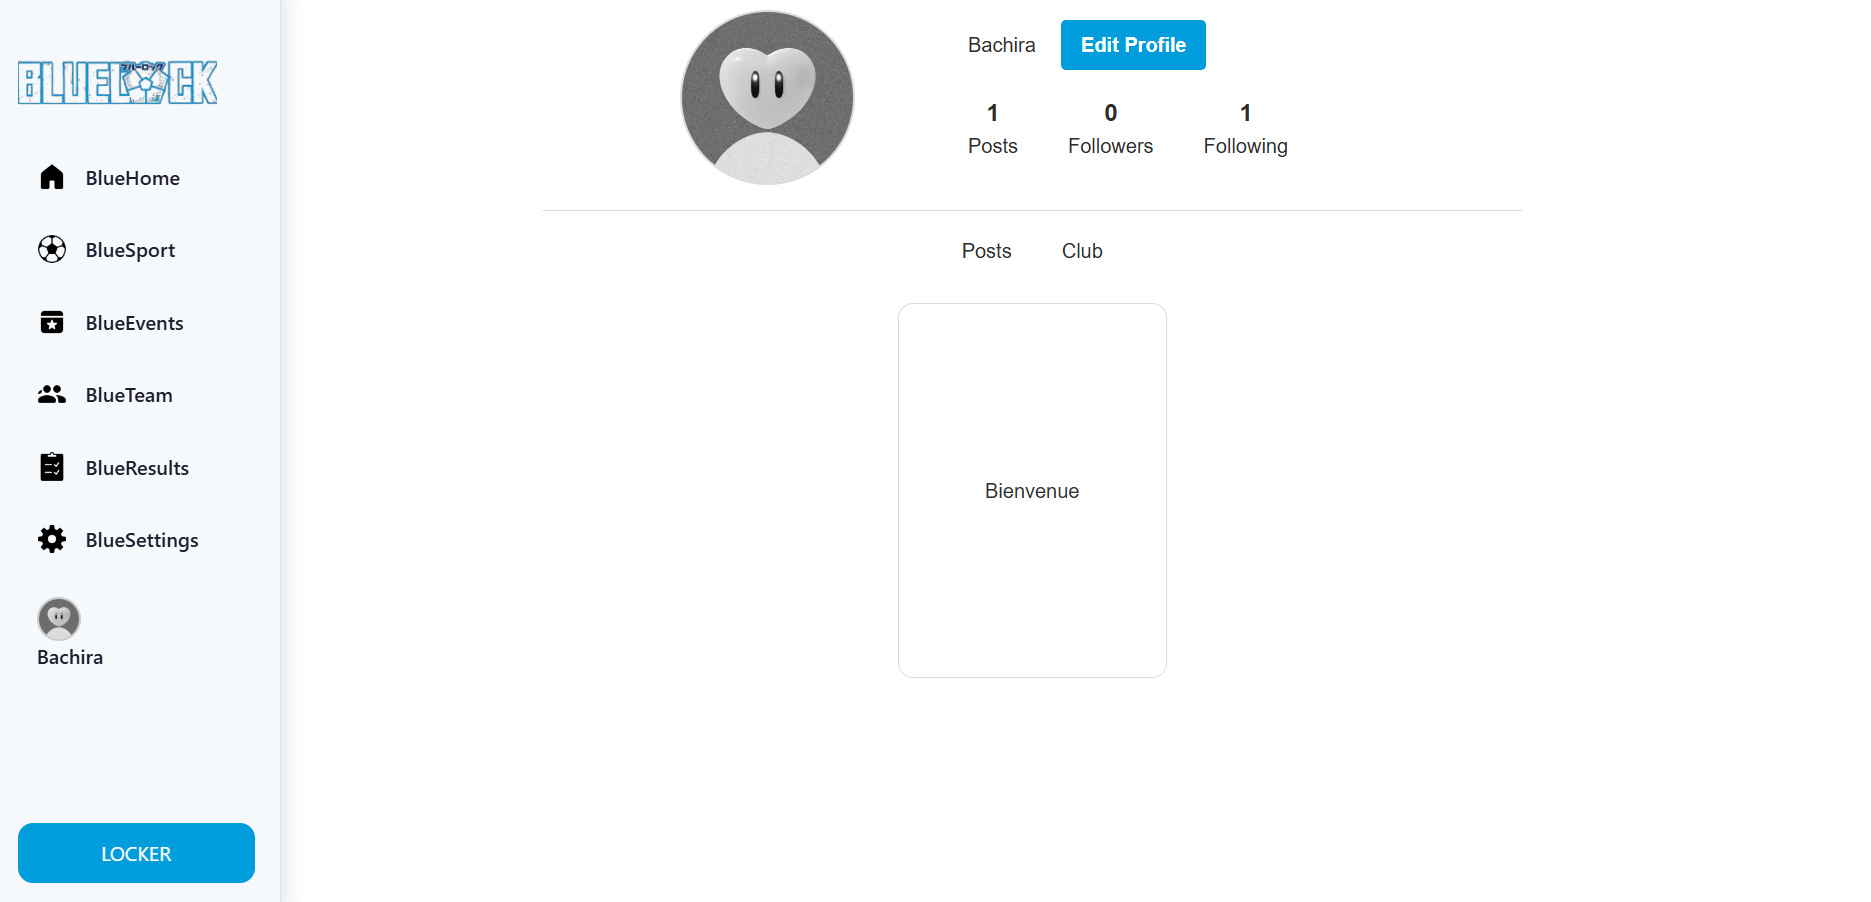 ブルーロック
BLUELOCK
BlueHome
BlueSport
BlueEvents
BlueTeam
BlueResults
BlueSettings
Bachira
LOCKER
Bachira
Edit Profile
1 0 1
Posts Followers Following
Posts Club
Bienvenue